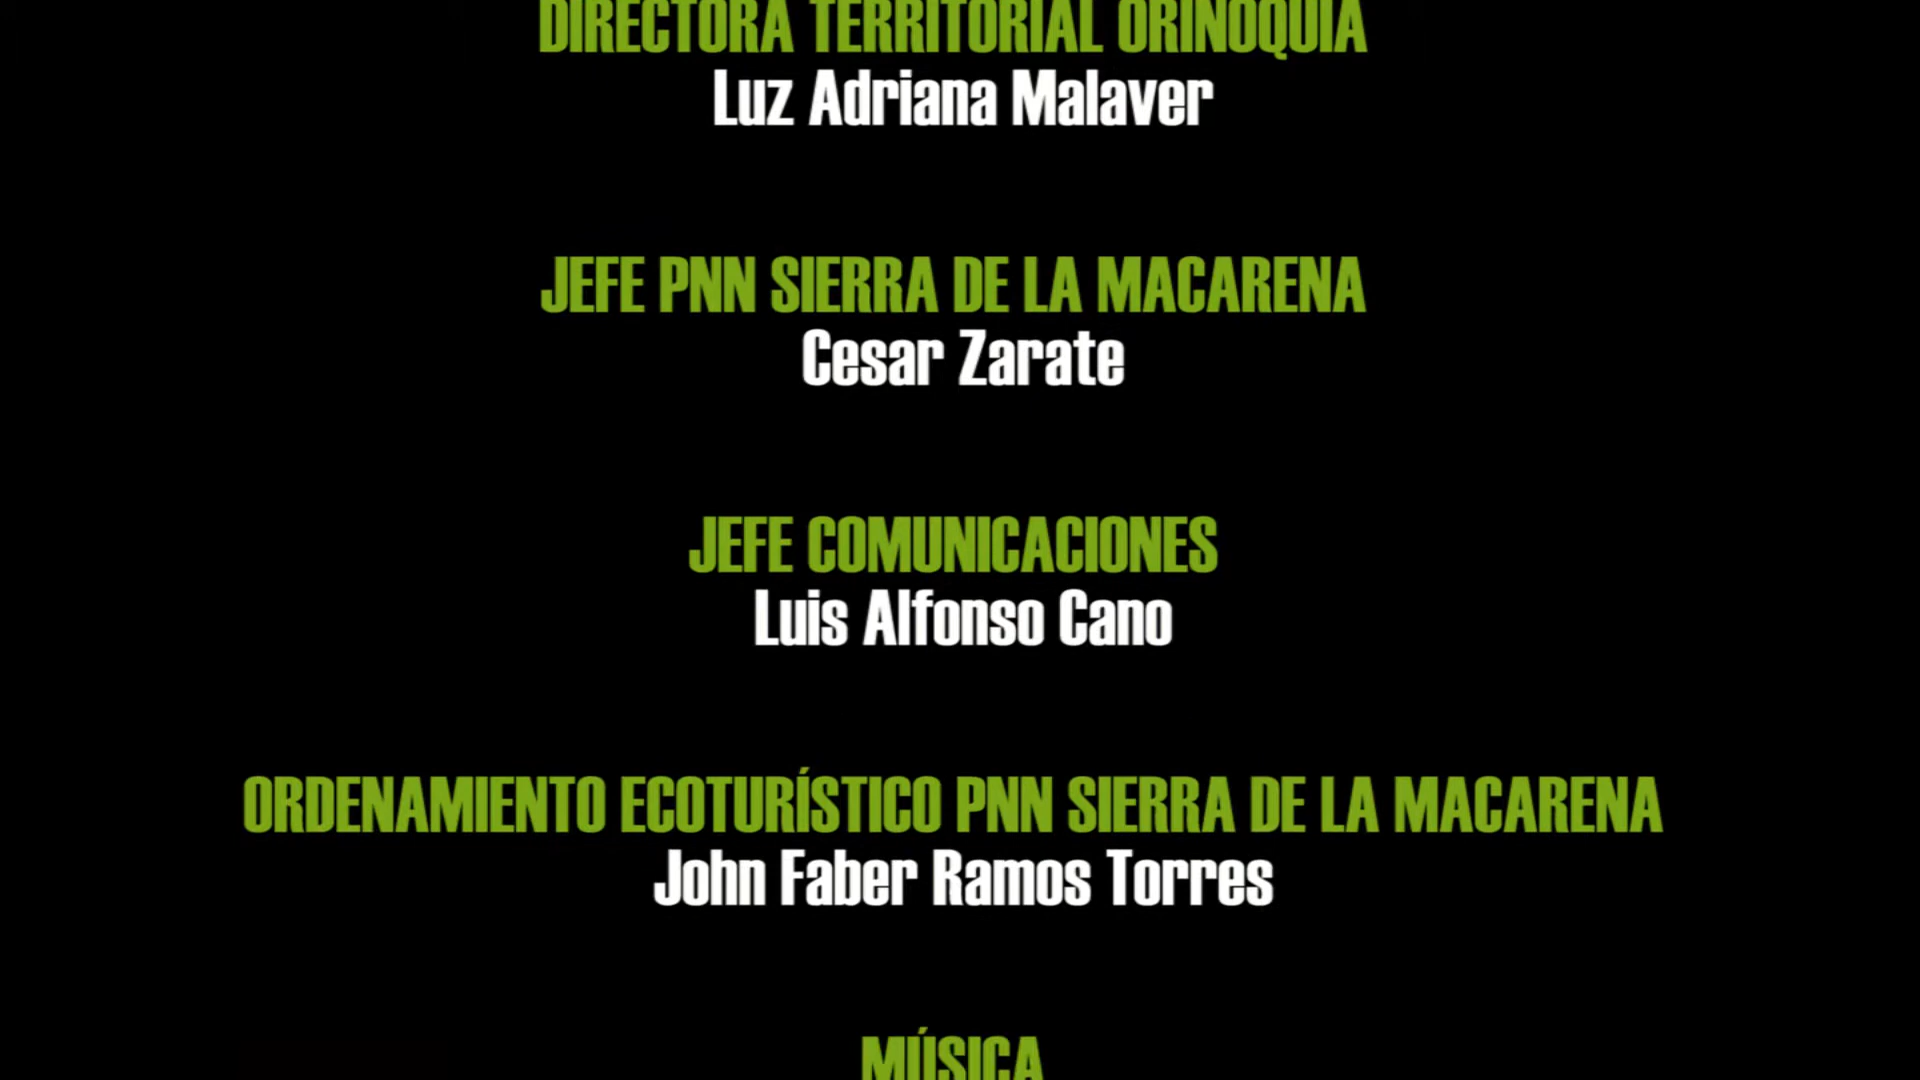 DIRECTORA TERRITORIAL ORINOQUIA
Luz Adriana Malaver
JEFE PNN SIERRA DE LA MACARENA
Cesar Zarate
JEFE COMUNICACIONES
Luis Alfonso Cano
ORDENAMIENTO ECOTURÍSTICO PNN SIERRA DE LA MACARENA
John Faber Ramos Torres
MÚSICA